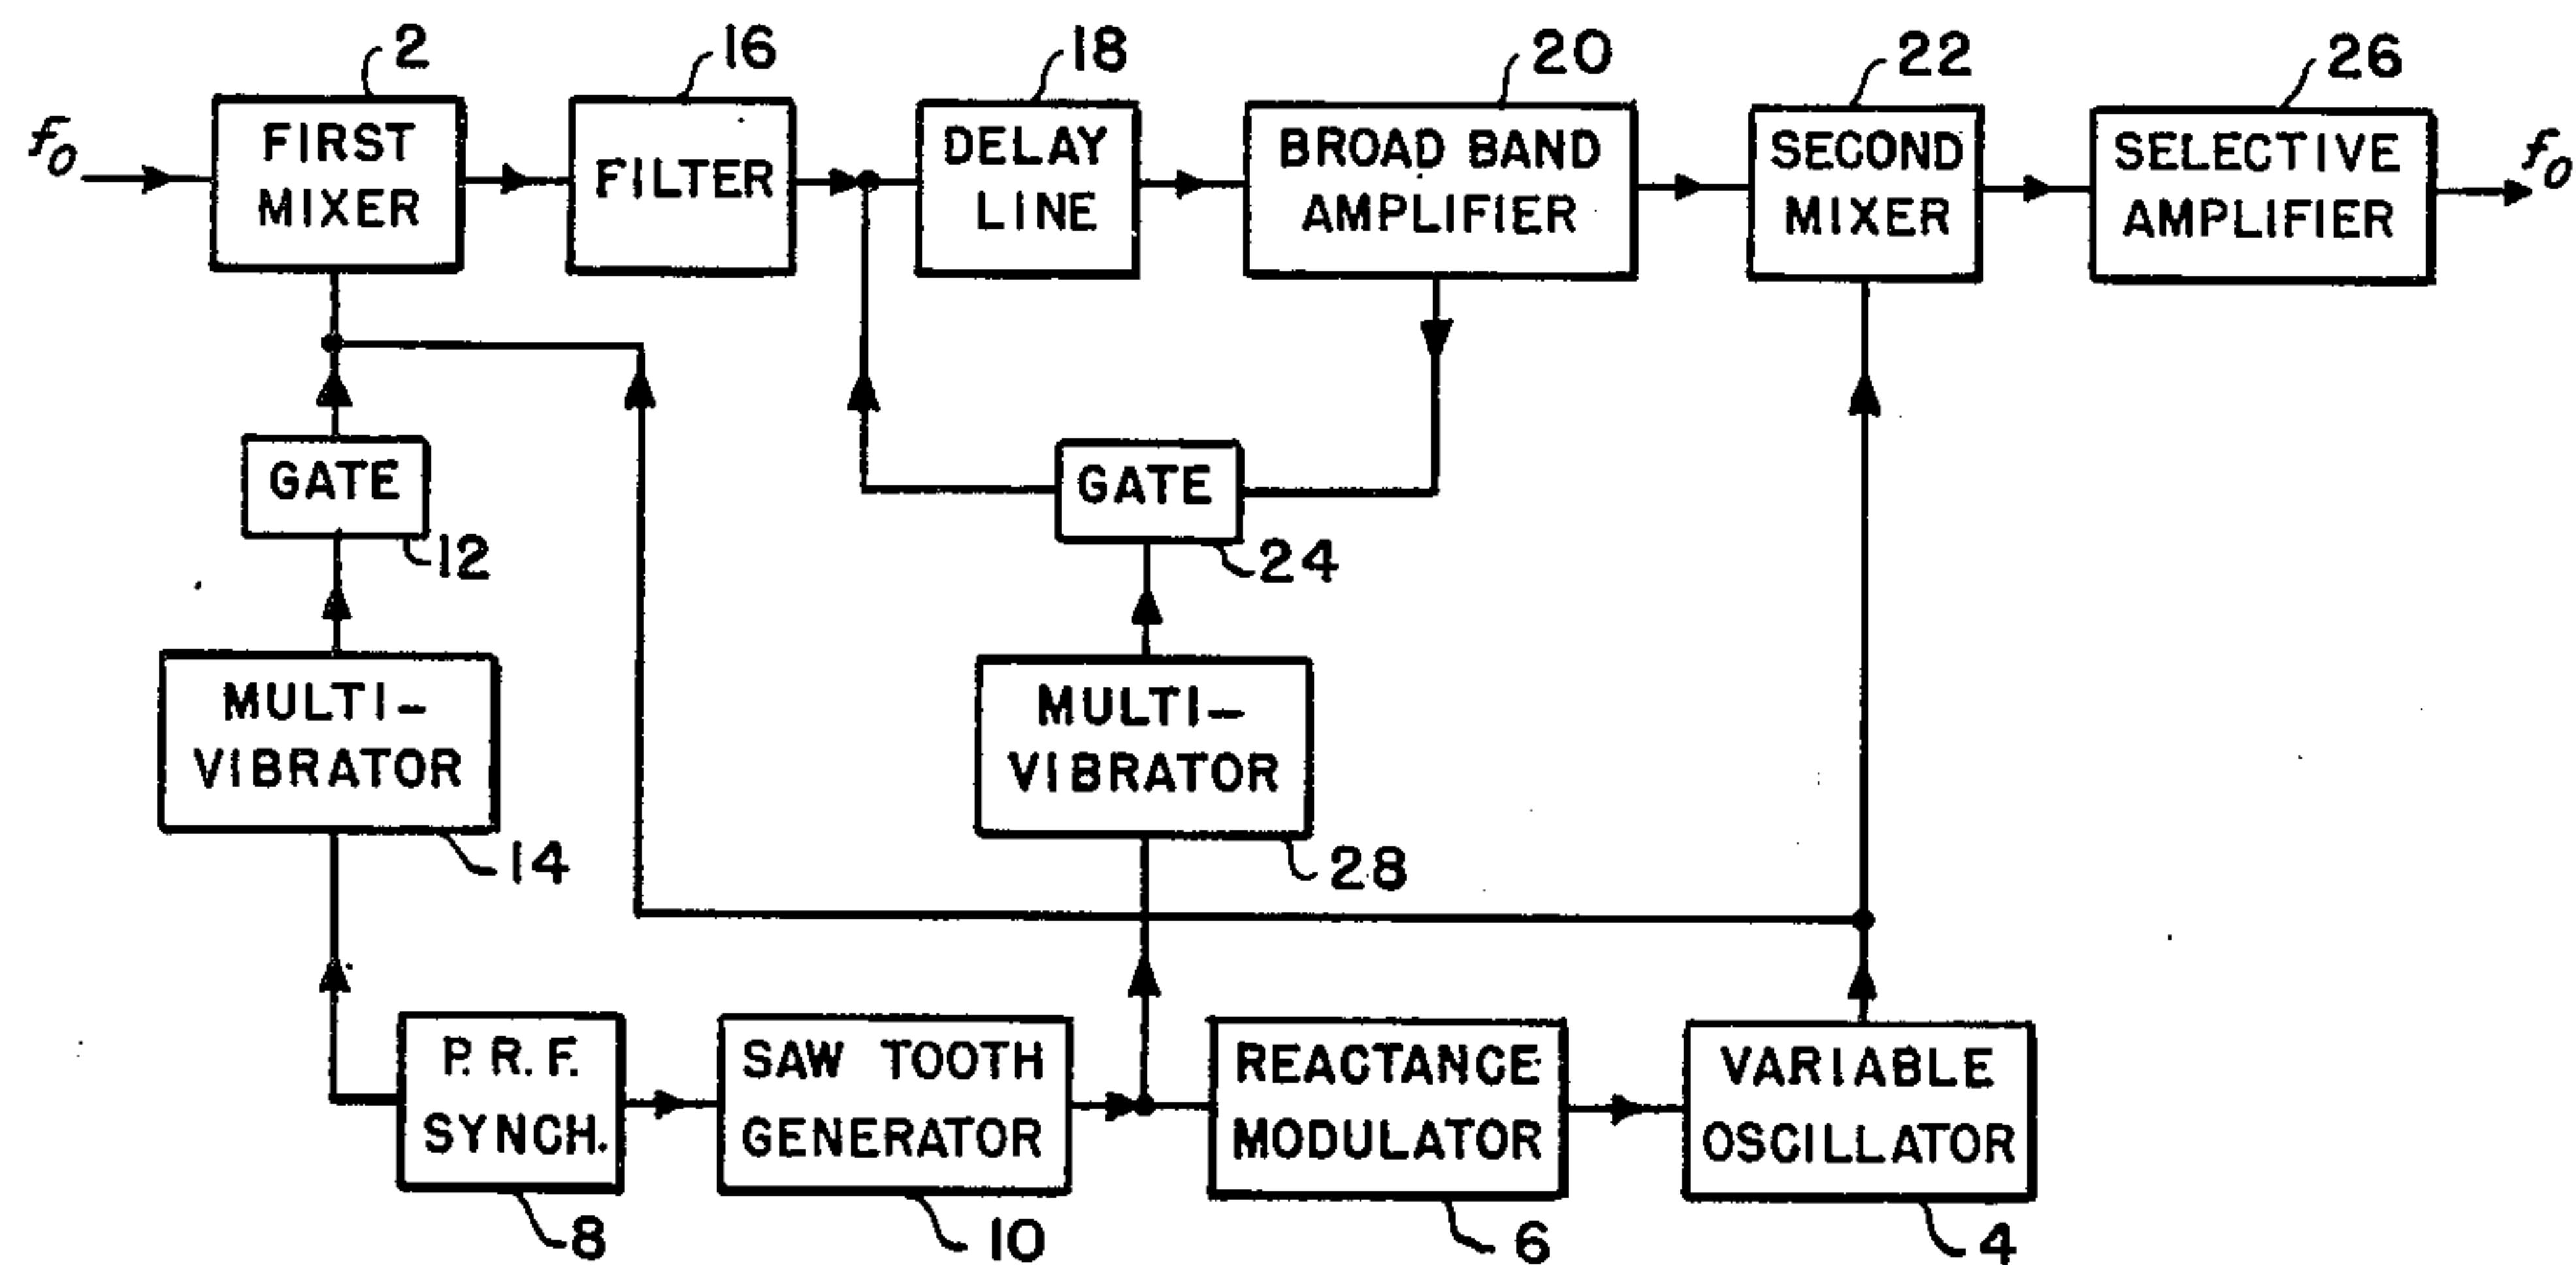 2
16
18
20
22
26
f0
FIRST
MIXER
FILTER
DELAY
LINE
BROAD BAND
AMPLIFIER
SECOND
MIXER
SELECTIVE
AMPLIFIER
f0
GATE
12
GATE
24
MULTI-
VIBRATOR
14
MULTI-
VIBRATOR
28
P. R. F.
SYNCH.
8
SAW TOOTH
GENERATOR
10
REACTANCE
MODULATOR
6
VARIABLE
OSCILLATOR
4